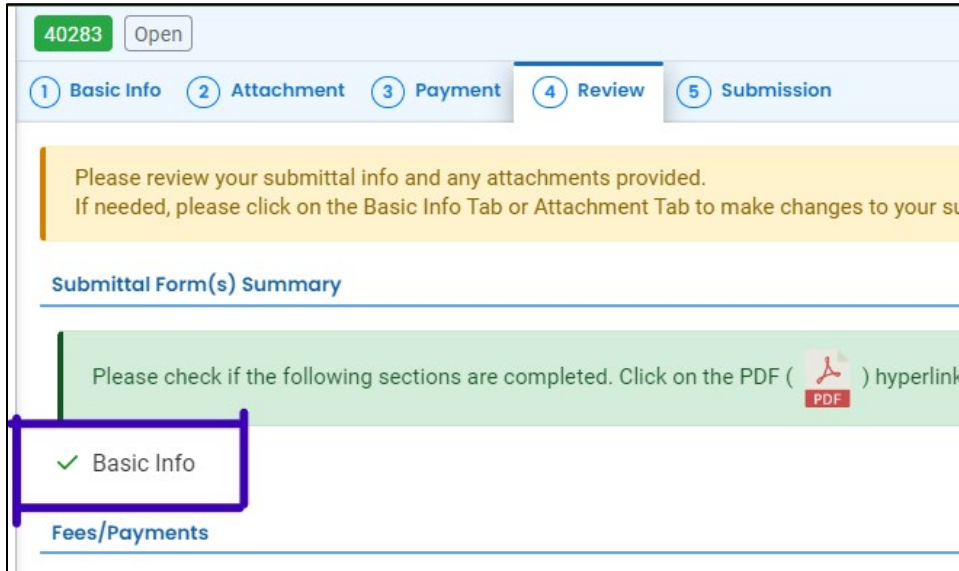 40283 Open
1 Basic Info 2 Attachment 3 Payment 4 Review 5 Submission
Please review your submittal info and any attachments provided.
If needed, please click on the Basic Info Tab or Attachment Tab to make changes to your
Submittal Form(s) Summary
Please check if the following sections are completed. Click on the PDF ( PDF ) hyperlink
Basic Info
Fees/Payments